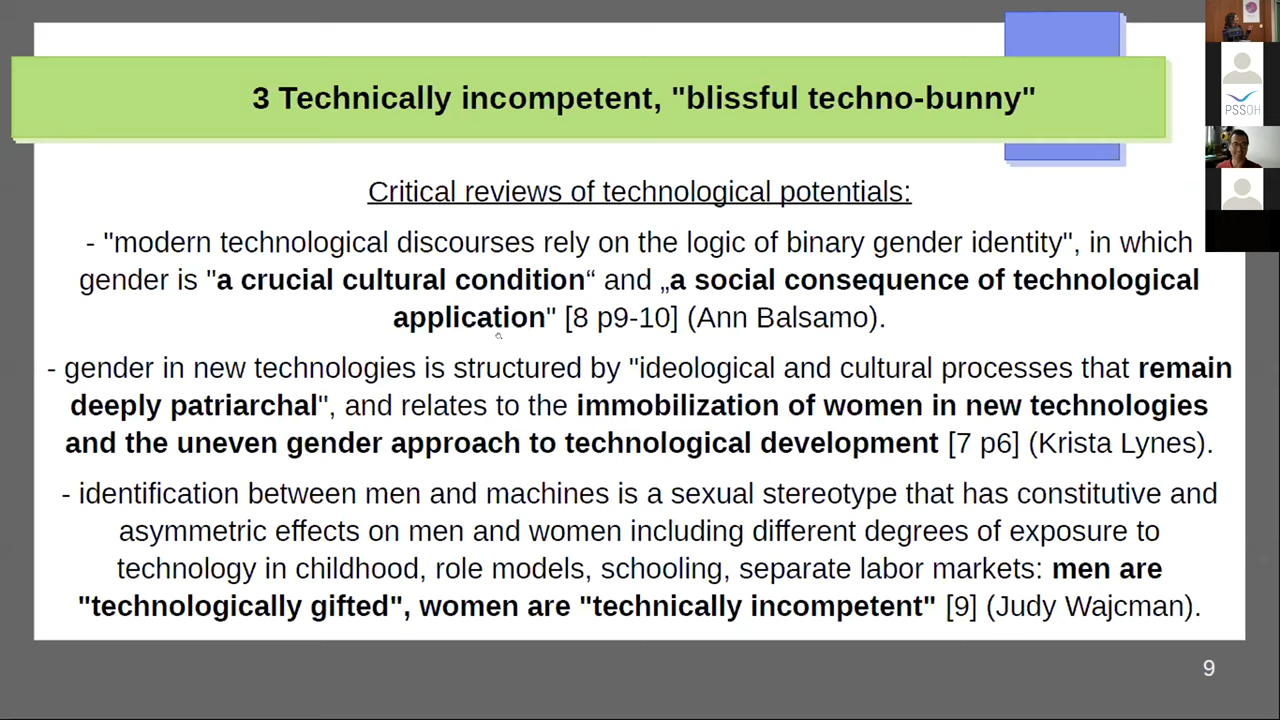 3 Technically incompetent, "blissful techno-bunny"
Critical reviews of technological potentials:
- "modern technological discourses rely on the logic of binary gender identity", in which
gender is "a crucial cultural condition“ and „a social consequence of technological
application" [8 p9-10] (Ann Balsamo).
- gender in new technologies is structured by "ideological and cultural processes that remain
deeply patriarchal", and relates to the immobilization of women in new technologies
and the uneven gender approach to technological development [7 p6] (Krista Lynes).
- identification between men and machines is a sexual stereotype that has constitutive and
asymmetric effects on men and women including different degrees of exposure to
technology in childhood, role models, schooling, separate labor markets: men are
"technologically gifted", women are "technically incompetent" [9] (Judy Wajcman).
9
PSSOH